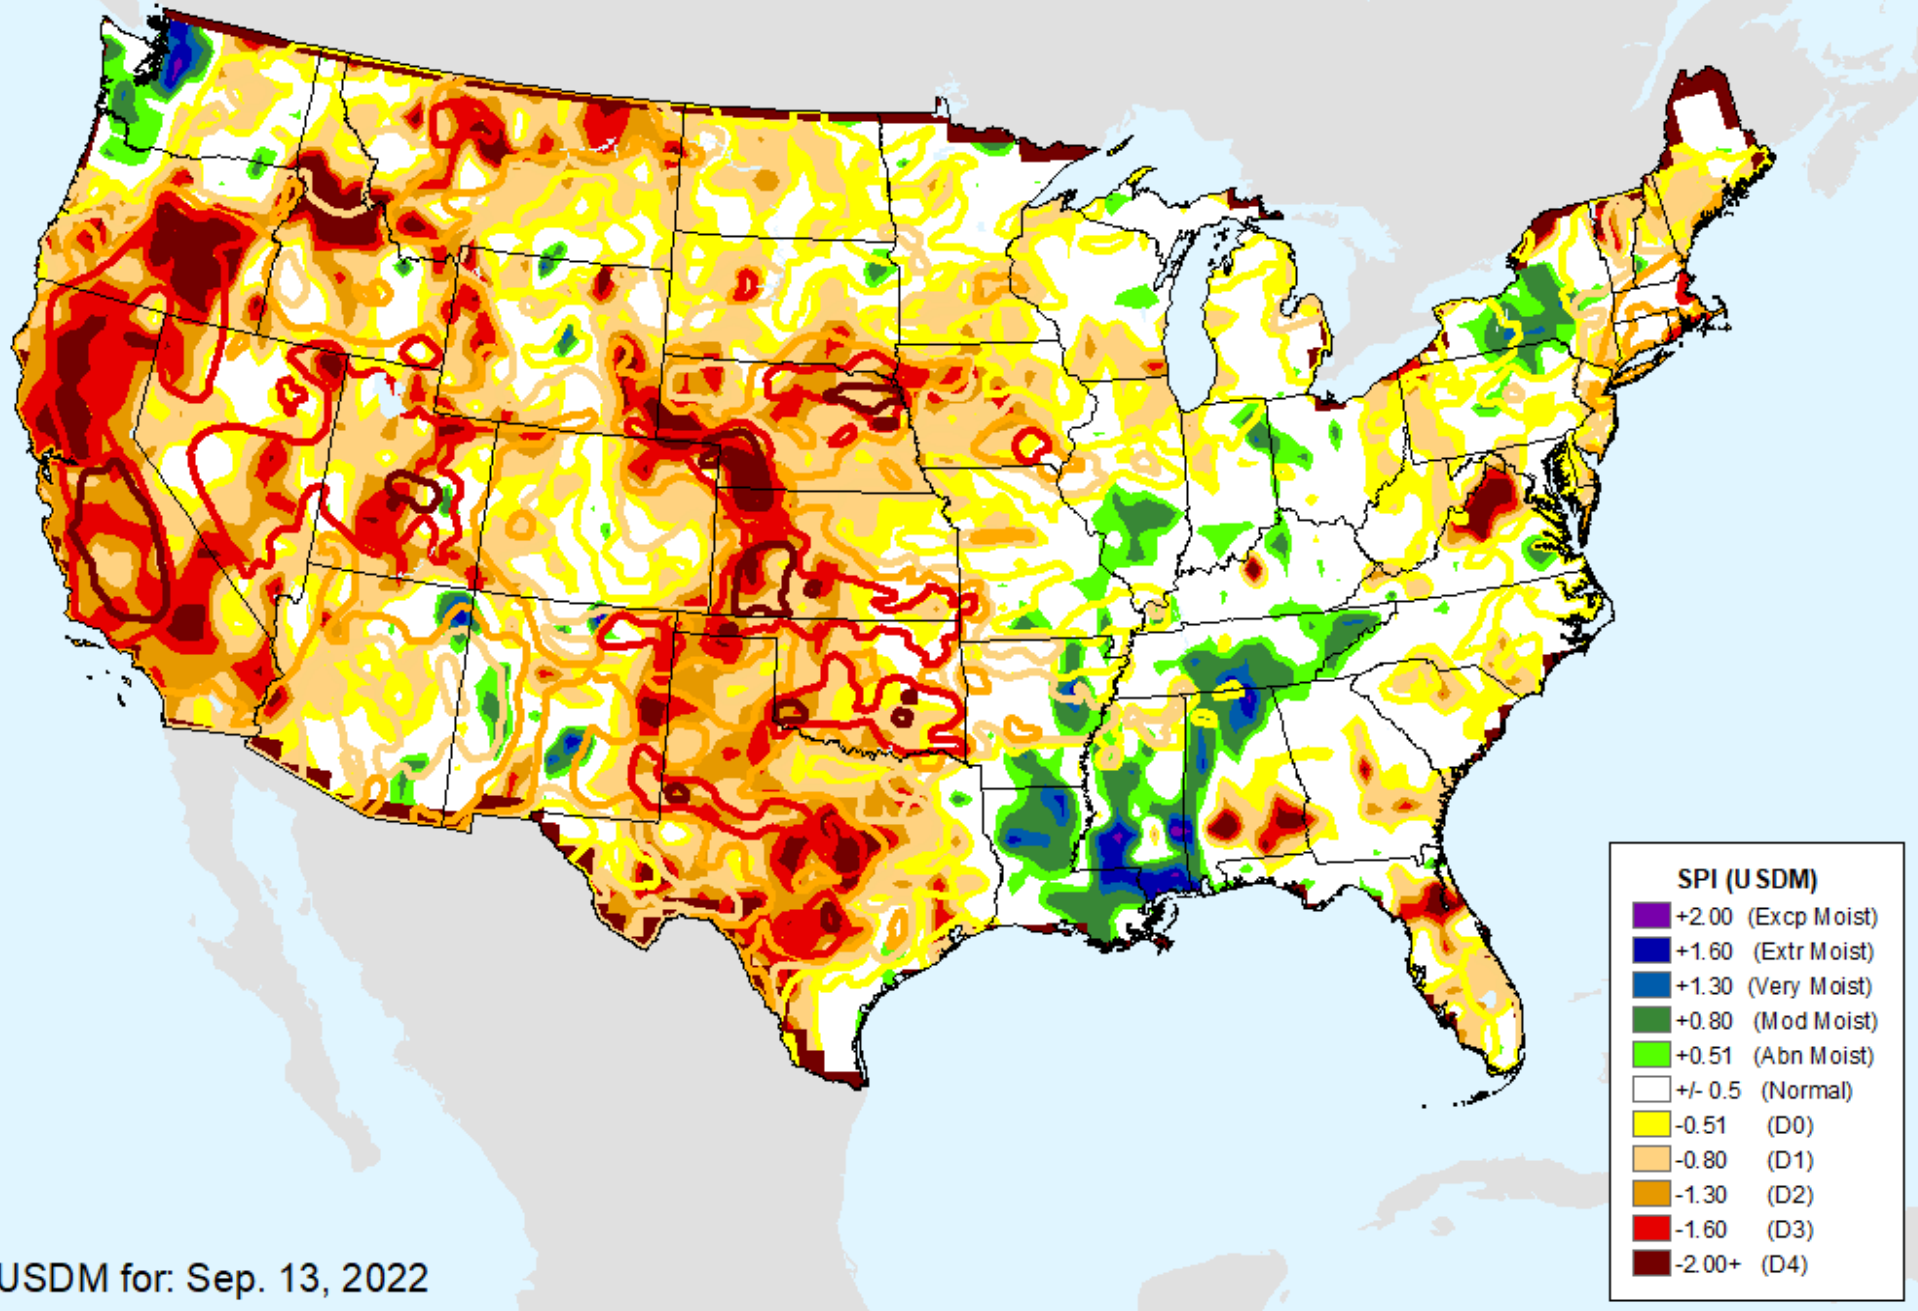 SPI (USDM)
+2.00 (Excp Moist)
+1.60 (Extr Moist)
+1.30 (Very Moist)
+0.80 (Mod Moist)
+0.51 (Abn Moist)
+/- 0.5 (Normal)
-0.51 (D0)
-0.80 (D1)
-1.30 (D2)
-1.60 (D3)
-2.00+ (D4)
USDM for: Sep. 13, 2022